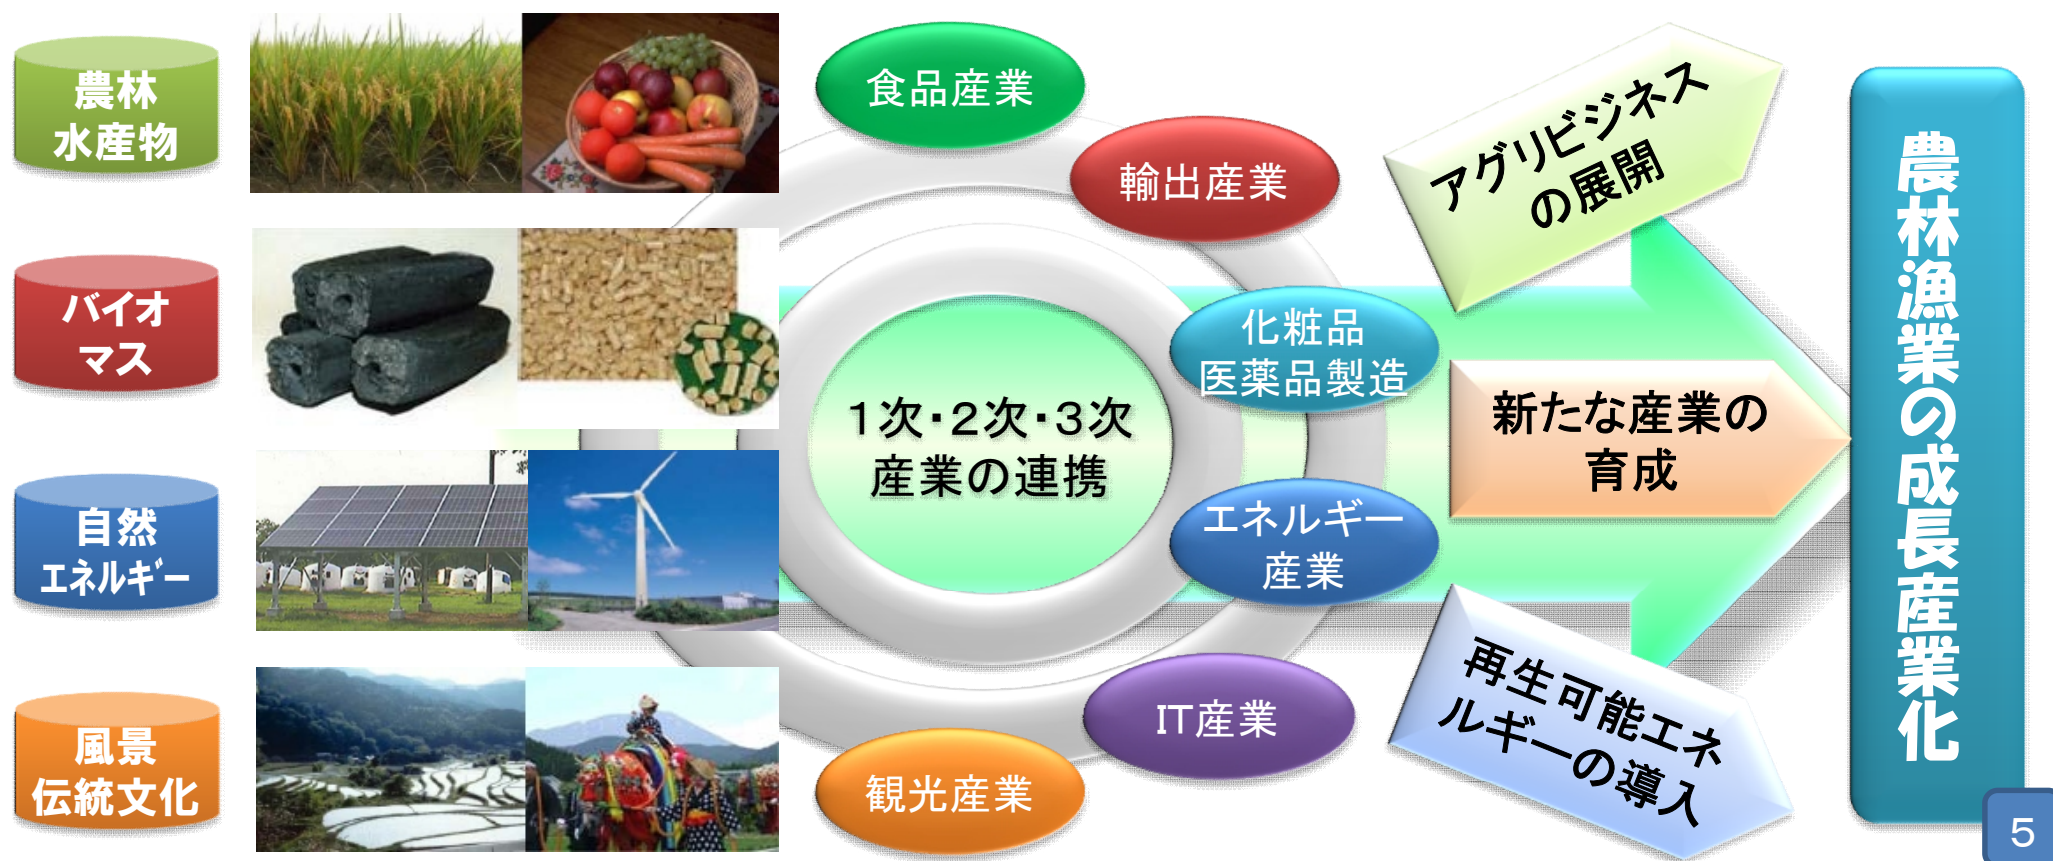 農林
水産物
バイオ
マス
自然
エネルギー
風景
伝統文化
食品産業
輸出産業
化粧品
医薬品製造
エネルギー
産業
IT産業
観光産業
1次・2次・3次
産業の連携
アグリビジネス
の展開
新たな産業の
育成
再生可能エネ
ルギーの導入
農林漁業の成長産業化
5